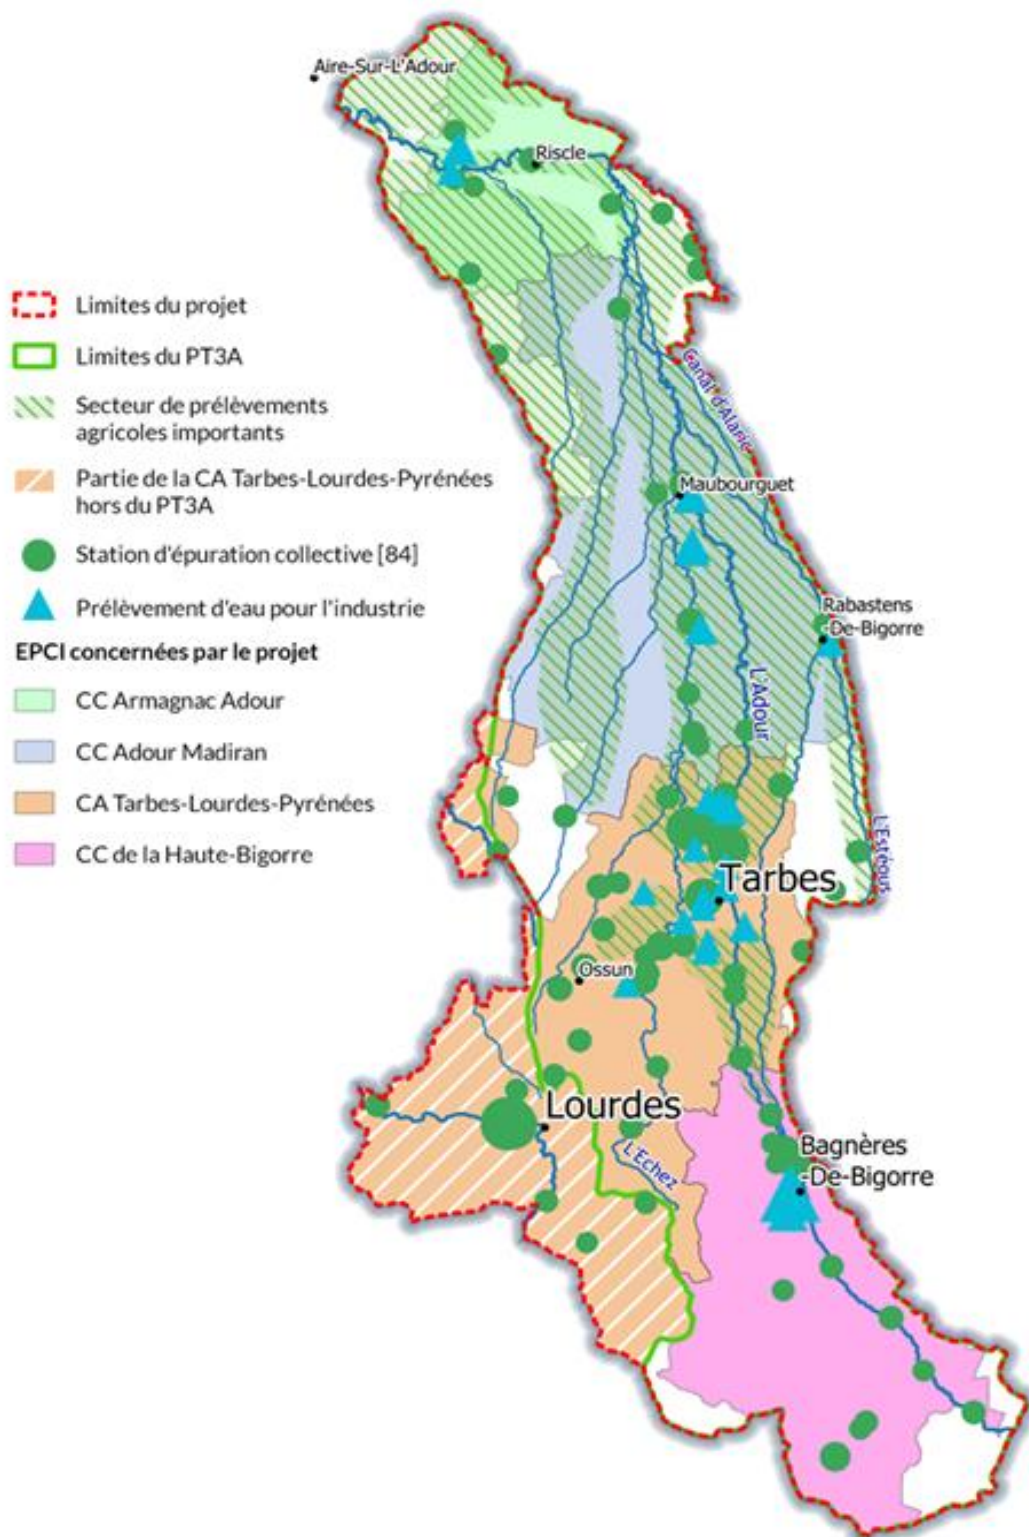 Aire-Sur-L'Adour
Riscle
Limites du projet
Limites du PT3A
Secteur de prélèvements
agricoles importants
Partie de la CA Tarbes-Lourdes-Pyrénées
hors du PT3A
Station d'épuration collective [84]
Prélèvement d'eau pour l'industrie
EPCI concernées par le projet
CC Armagnac Adour
CC Adour Madiran
CA Tarbes-Lourdes-Pyrénées
CC de la Haute-Bigorre
Canal d'Alaric
Maubourguet
Rabastens
-De-Bigorre
L'Adour
L'Estéous
Tarbes
Ossun
Lourdes
L'Echez
Bagnères
-De-Bigorre